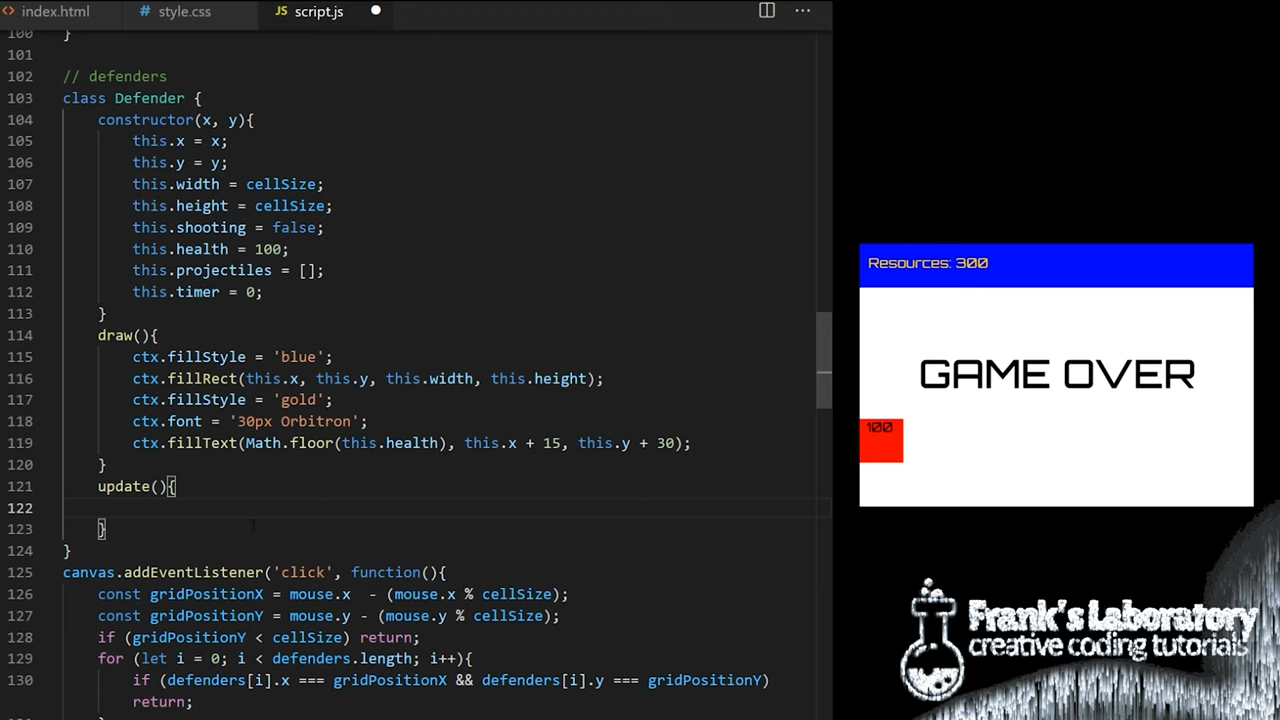 index.html
# style.css
JS script.js
100 }
101
102 // defenders
103 class Defender {
104 constructor(x, y){
105 this.x = x;
106 this.y = y;
107 this.width = cellSize;
108 this.height = cellSize;
109 this.shooting = false;
110 this.health = 100;
111 this.projectiles = [];
112 this.timer = 0;
113 }
114 draw(){
115 ctx.fillStyle = 'blue';
116 ctx.fillRect(this.x, this.y, this.width, this.height);
117 ctx.fillStyle = 'gold';
118 ctx.font = '30px Orbitron';
119 ctx.fillText(Math.floor(this.health), this.x + 15, this.y + 30);
120 }
121 update(){
122
123 }
124 }
125 canvas.addEventListener('click', function(){
126 const gridPositionX = mouse.x - (mouse.x % cellSize);
127 const gridPositionY = mouse.y - (mouse.y % cellSize);
128 if (gridPositionY < cellSize) return;
129 for (let i = 0; i < defenders.length; i++){
130 if (defenders[i].x === gridPositionX && defenders[i].y === gridPositionY)
return;
Resources: 300
GAME OVER
100
Frank's Laboratory
creative coding tutorials